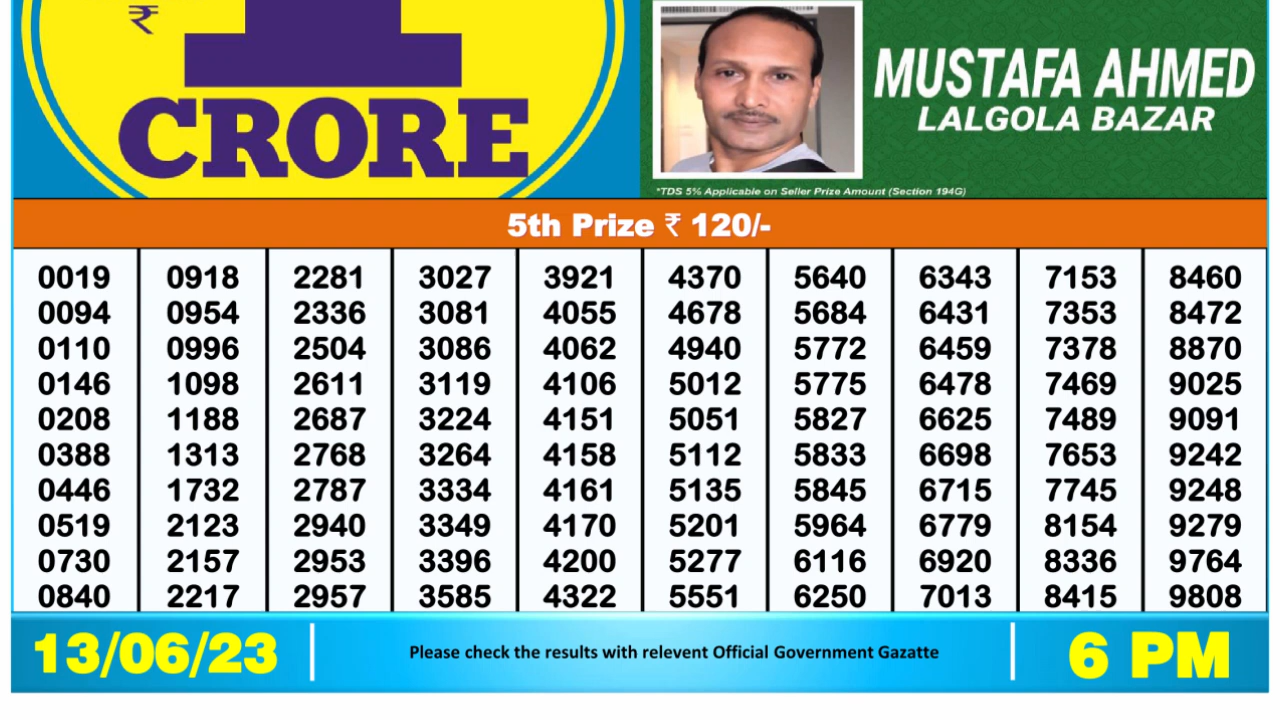 ₹
1
CRORE
MUSTAFA AHMED
LALGOLA BAZAR
*TDS 5% Applicable on Seller Prize Amount (Section 194G)
5th Prize ₹ 120/-
0019 0918 2281 3027 3921 4370 5640 6343 7153 8460
0094 0954 2336 3081 4055 4678 5684 6431 7353 8472
0110 0996 2504 3086 4062 4940 5772 6459 7378 8870
0146 1098 2611 3119 4106 5012 5775 6478 7469 9025
0208 1188 2687 3224 4151 5051 5827 6625 7489 9091
0388 1313 2768 3264 4158 5112 5833 6698 7653 9242
0446 1732 2787 3334 4161 5135 5845 6715 7745 9248
0519 2123 2940 3349 4170 5201 5964 6779 8154 9279
0730 2157 2953 3396 4200 5277 6116 6920 8336 9764
0840 2217 2957 3585 4322 5551 6250 7013 8415 9808
13/06/23
Please check the results with relevent Official Government Gazatte
6 PM